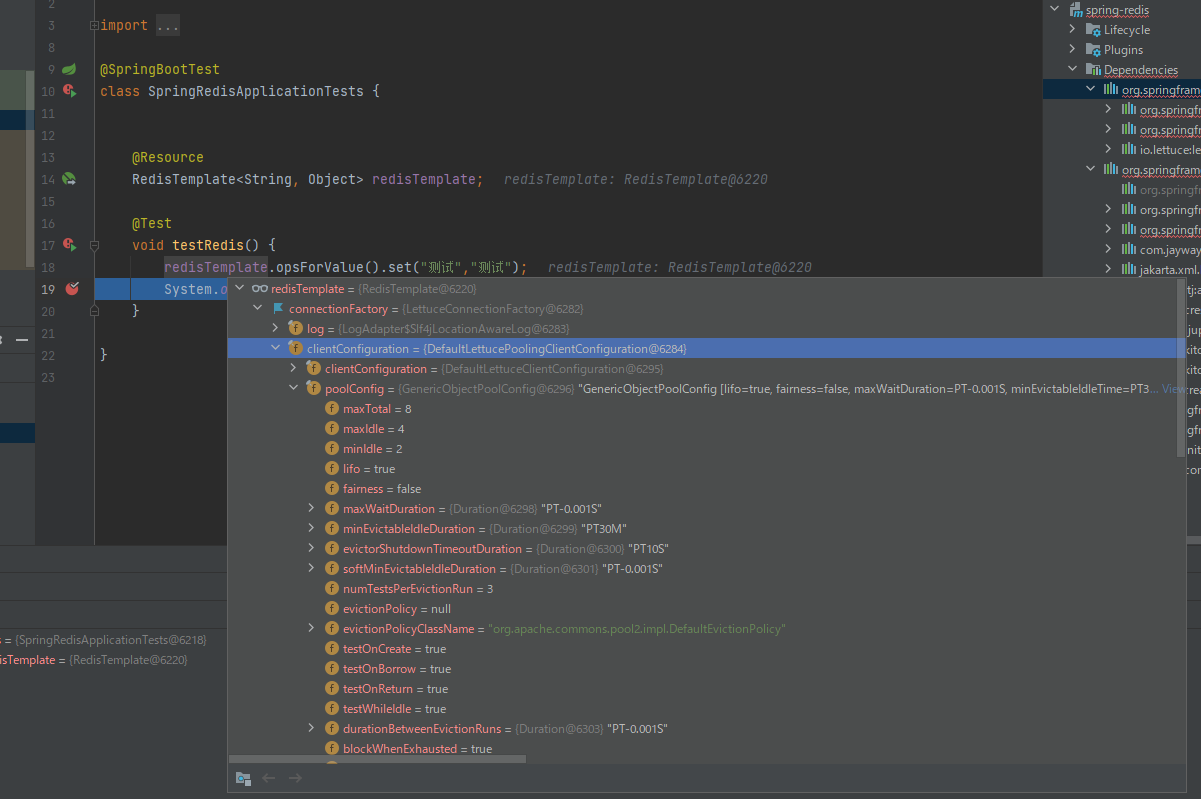 2
3 import ...
8
9 @SpringBootTest
10 class SpringRedisApplicationTests {
11
12
13 @Resource
14 RedisTemplate<String, Object> redisTemplate; redisTemplate: RedisTemplate@6220
15
16 @Test
17 void testRedis() {
18 redisTemplate.opsForValue().set("测试","测试"); redisTemplate: RedisTemplate@6220
19 System.o
20 }
21
22 }
23
redisTemplate = {RedisTemplate@6220}
connectionFactory = {LettuceConnectionFactory@6282}
log = {LogAdapter$Slf4jLocationAwareLog@6283}
clientConfiguration = {DefaultLettucePoolingClientConfiguration@6284}
clientConfiguration = {DefaultLettuceClientConfiguration@6295}
poolConfig = {GenericObjectPoolConfig@6296} "GenericObjectPoolConfig [lifo=true, fairness=false, maxWaitDuration=PT-0.001S, minEvictableIdleTime=PT3... View
maxTotal = 8
maxIdle = 4
minIdle = 2
lifo = true
fairness = false
maxWaitDuration = {Duration@6298} "PT-0.001S"
minEvictableIdleDuration = {Duration@6299} "PT30M"
evictorShutdownTimeoutDuration = {Duration@6300} "PT10S"
softMinEvictableIdleDuration = {Duration@6301} "PT-0.001S"
numTestsPerEvictionRun = 3
evictionPolicy = null
evictionPolicyClassName = "org.apache.commons.pool2.impl.DefaultEvictionPolicy"
testOnCreate = true
testOnBorrow = true
testOnReturn = true
testWhileIdle = true
durationBetweenEvictionRuns = {Duration@6303} "PT-0.001S"
blockWhenExhausted = true
s = {SpringRedisApplicationTests@6218}
isTemplate = {RedisTemplate@6220}
spring-redis
Lifecycle
Plugins
Dependencies
org.springfram
org.springfr
org.springfr
io.lettuce:le
org.springfram
org.springfr
org.springfr
org.springfr
com.jayway
jakarta.xml.